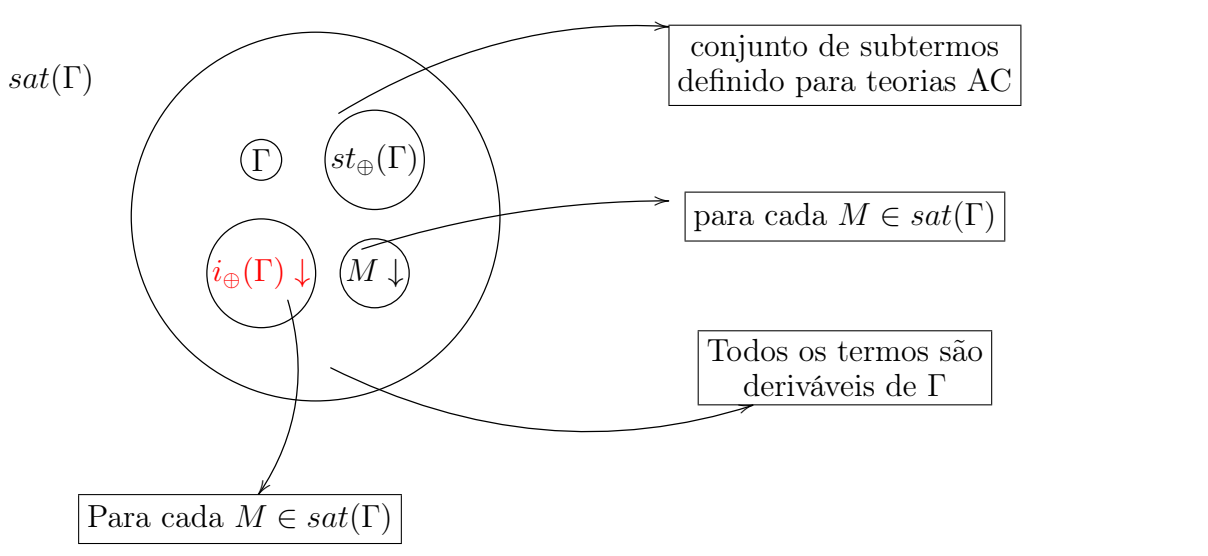 conjunto de subtermos
definido para teorias AC
sat(Γ)
Γ
st⊕(Γ)
para cada M ∈ sat(Γ)
i⊕(Γ) ↓
M ↓
Todos os termos são
deriváveis de Γ
Para cada M ∈ sat(Γ)